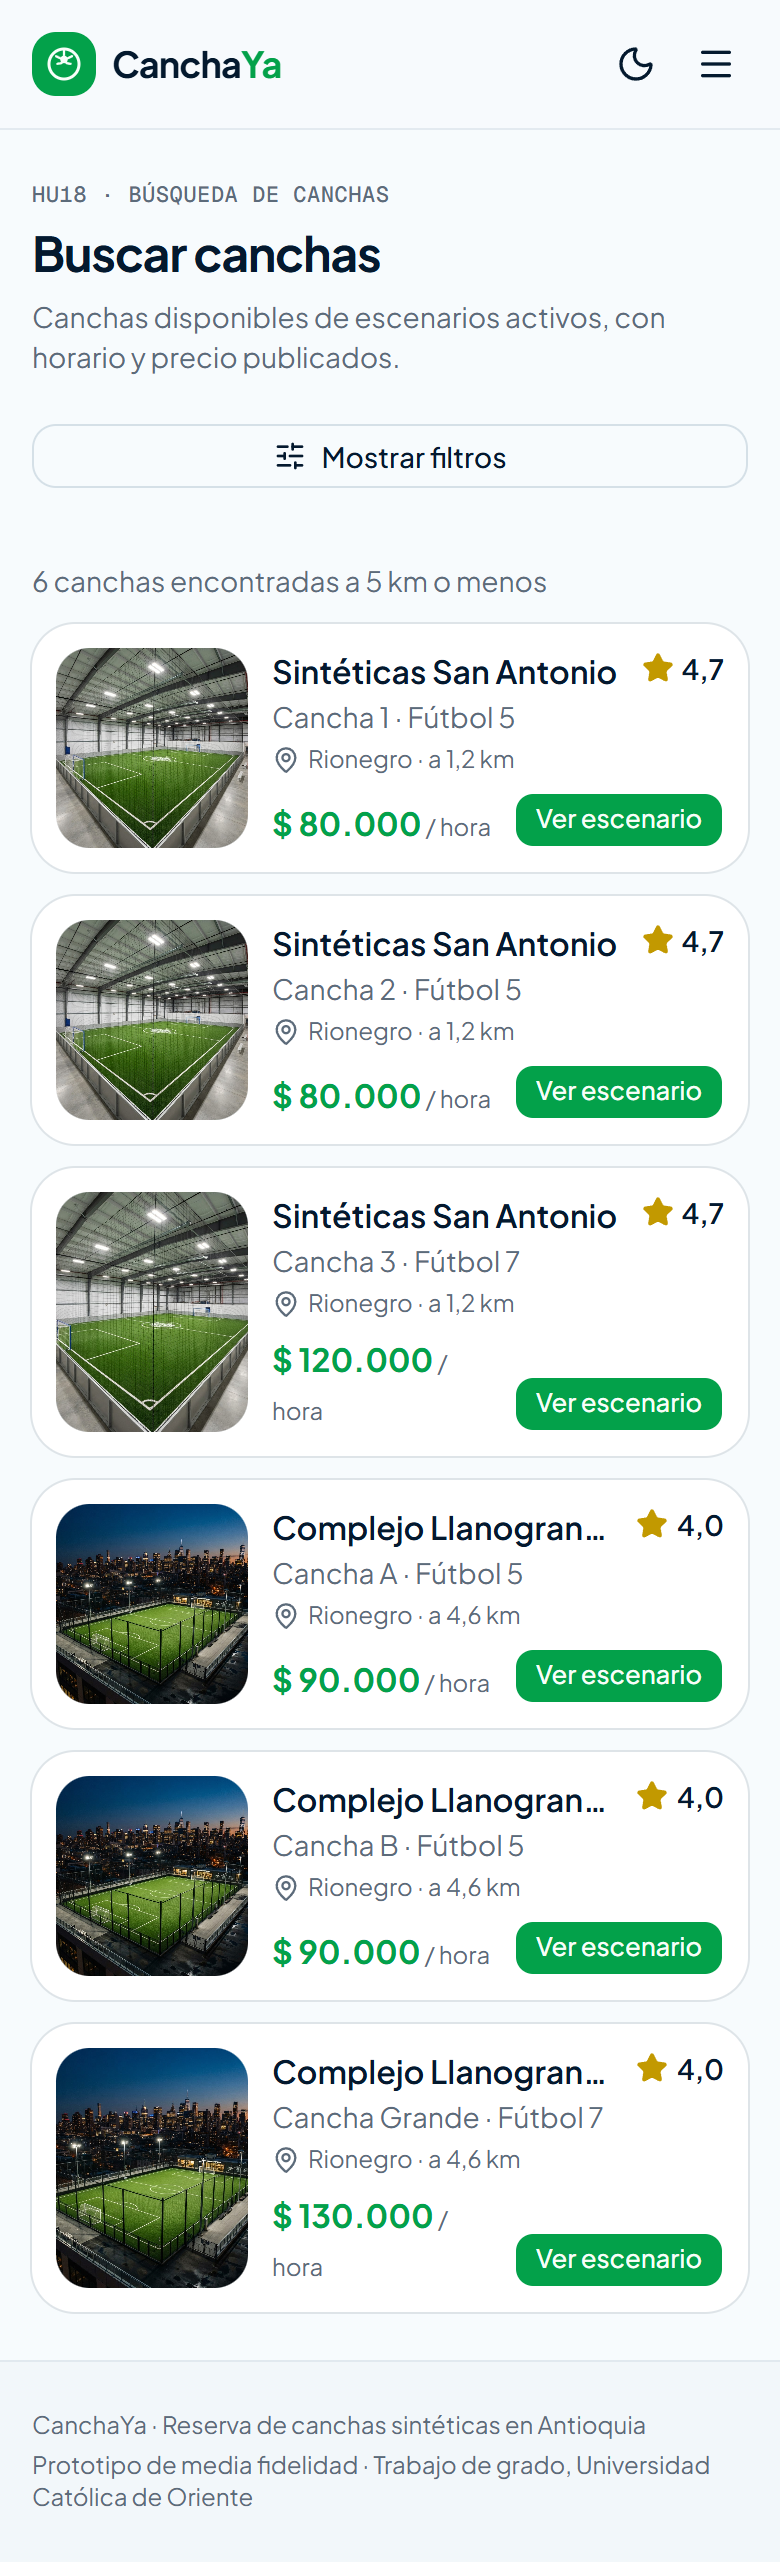 CanchaYa
HU18 · BÚSQUEDA DE CANCHAS
Buscar canchas
Canchas disponibles de escenarios activos, con
horario y precio publicados.
Mostrar filtros
6 canchas encontradas a 5 km o menos
Sintéticas San Antonio 4,7
Cancha 1 · Fútbol 5
Rionegro · a 1,2 km
$ 80.000 / hora Ver escenario
Sintéticas San Antonio 4,7
Cancha 2 · Fútbol 5
Rionegro · a 1,2 km
$ 80.000 / hora Ver escenario
Sintéticas San Antonio 4,7
Cancha 3 · Fútbol 7
Rionegro · a 1,2 km
$ 120.000 /
hora Ver escenario
Complejo Llanogran... 4,0
Cancha A · Fútbol 5
Rionegro · a 4,6 km
$ 90.000 / hora Ver escenario
Complejo Llanogran... 4,0
Cancha B · Fútbol 5
Rionegro · a 4,6 km
$ 90.000 / hora Ver escenario
Complejo Llanogran... 4,0
Cancha Grande · Fútbol 7
Rionegro · a 4,6 km
$ 130.000 /
hora Ver escenario
CanchaYa · Reserva de canchas sintéticas en Antioquia
Prototipo de media fidelidad · Trabajo de grado, Universidad
Católica de Oriente